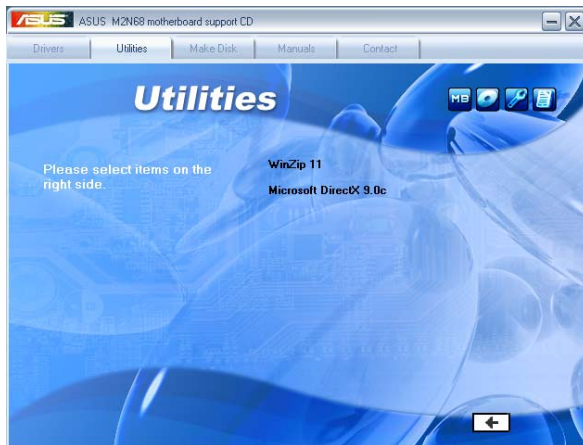 ASUS M2N68 motherboard support CD
Drivers Utilities Make Disk Manuals Contact
Utilities
MB
Please select items on the
right side.
WinZip 11
Microsoft DirectX 9.0c